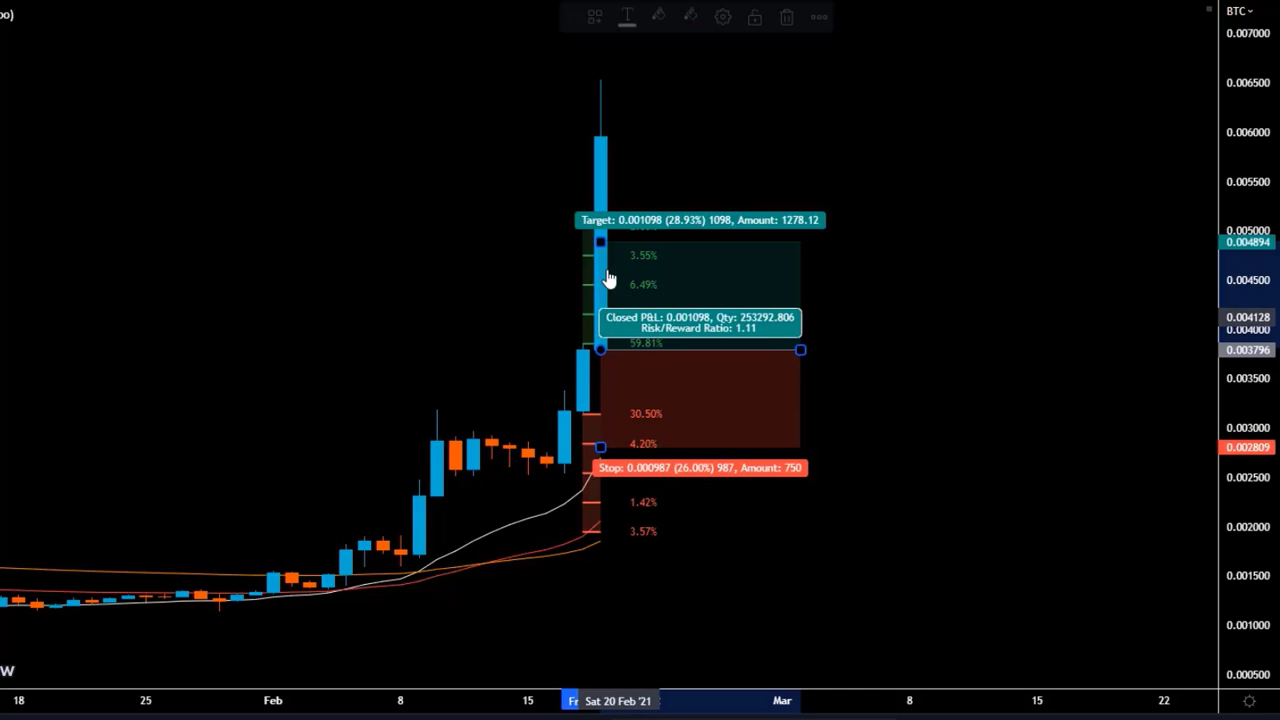 oo)
BTC
0.007000
0.006500
0.006000
0.005500
0.005000
0.004894
0.004500
0.004128
0.004000
0.003796
0.003500
0.003000
0.002809
0.002500
0.002000
0.001500
0.001000
0.000500
Target: 0.001098 (28.93%) 1098, Amount: 1278.12
3.55%
6.49%
Closed P&L: 0.001098, Qty: 253292.806
Risk/Reward Ratio: 1.11
59.81%
30.50%
4.20%
Stop: 0.000987 (26.00%) 987, Amount: 750
1.42%
3.57%
W
18
25
Feb
8
15
Fr
Sat 20 Feb '21
Mar
8
15
22